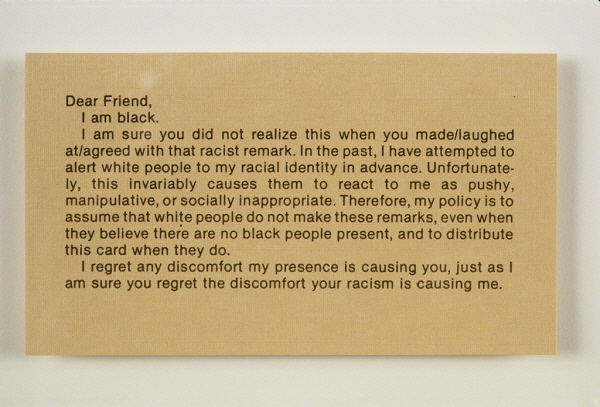 Dear Friend,
I am black.
I am sure you did not realize this when you made/laughed
at/agreed with that racist remark. In the past, I have attempted to
alert white people to my racial identity in advance. Unfortunate-
ly, this invariably causes them to react to me as pushy,
manipulative, or socially inappropriate. Therefore, my policy is to
assume that white people do not make these remarks, even when
they believe there are no black people present, and to distribute
this card when they do.
I regret any discomfort my presence is causing you, just as I
am sure you regret the discomfort your racism is causing me.